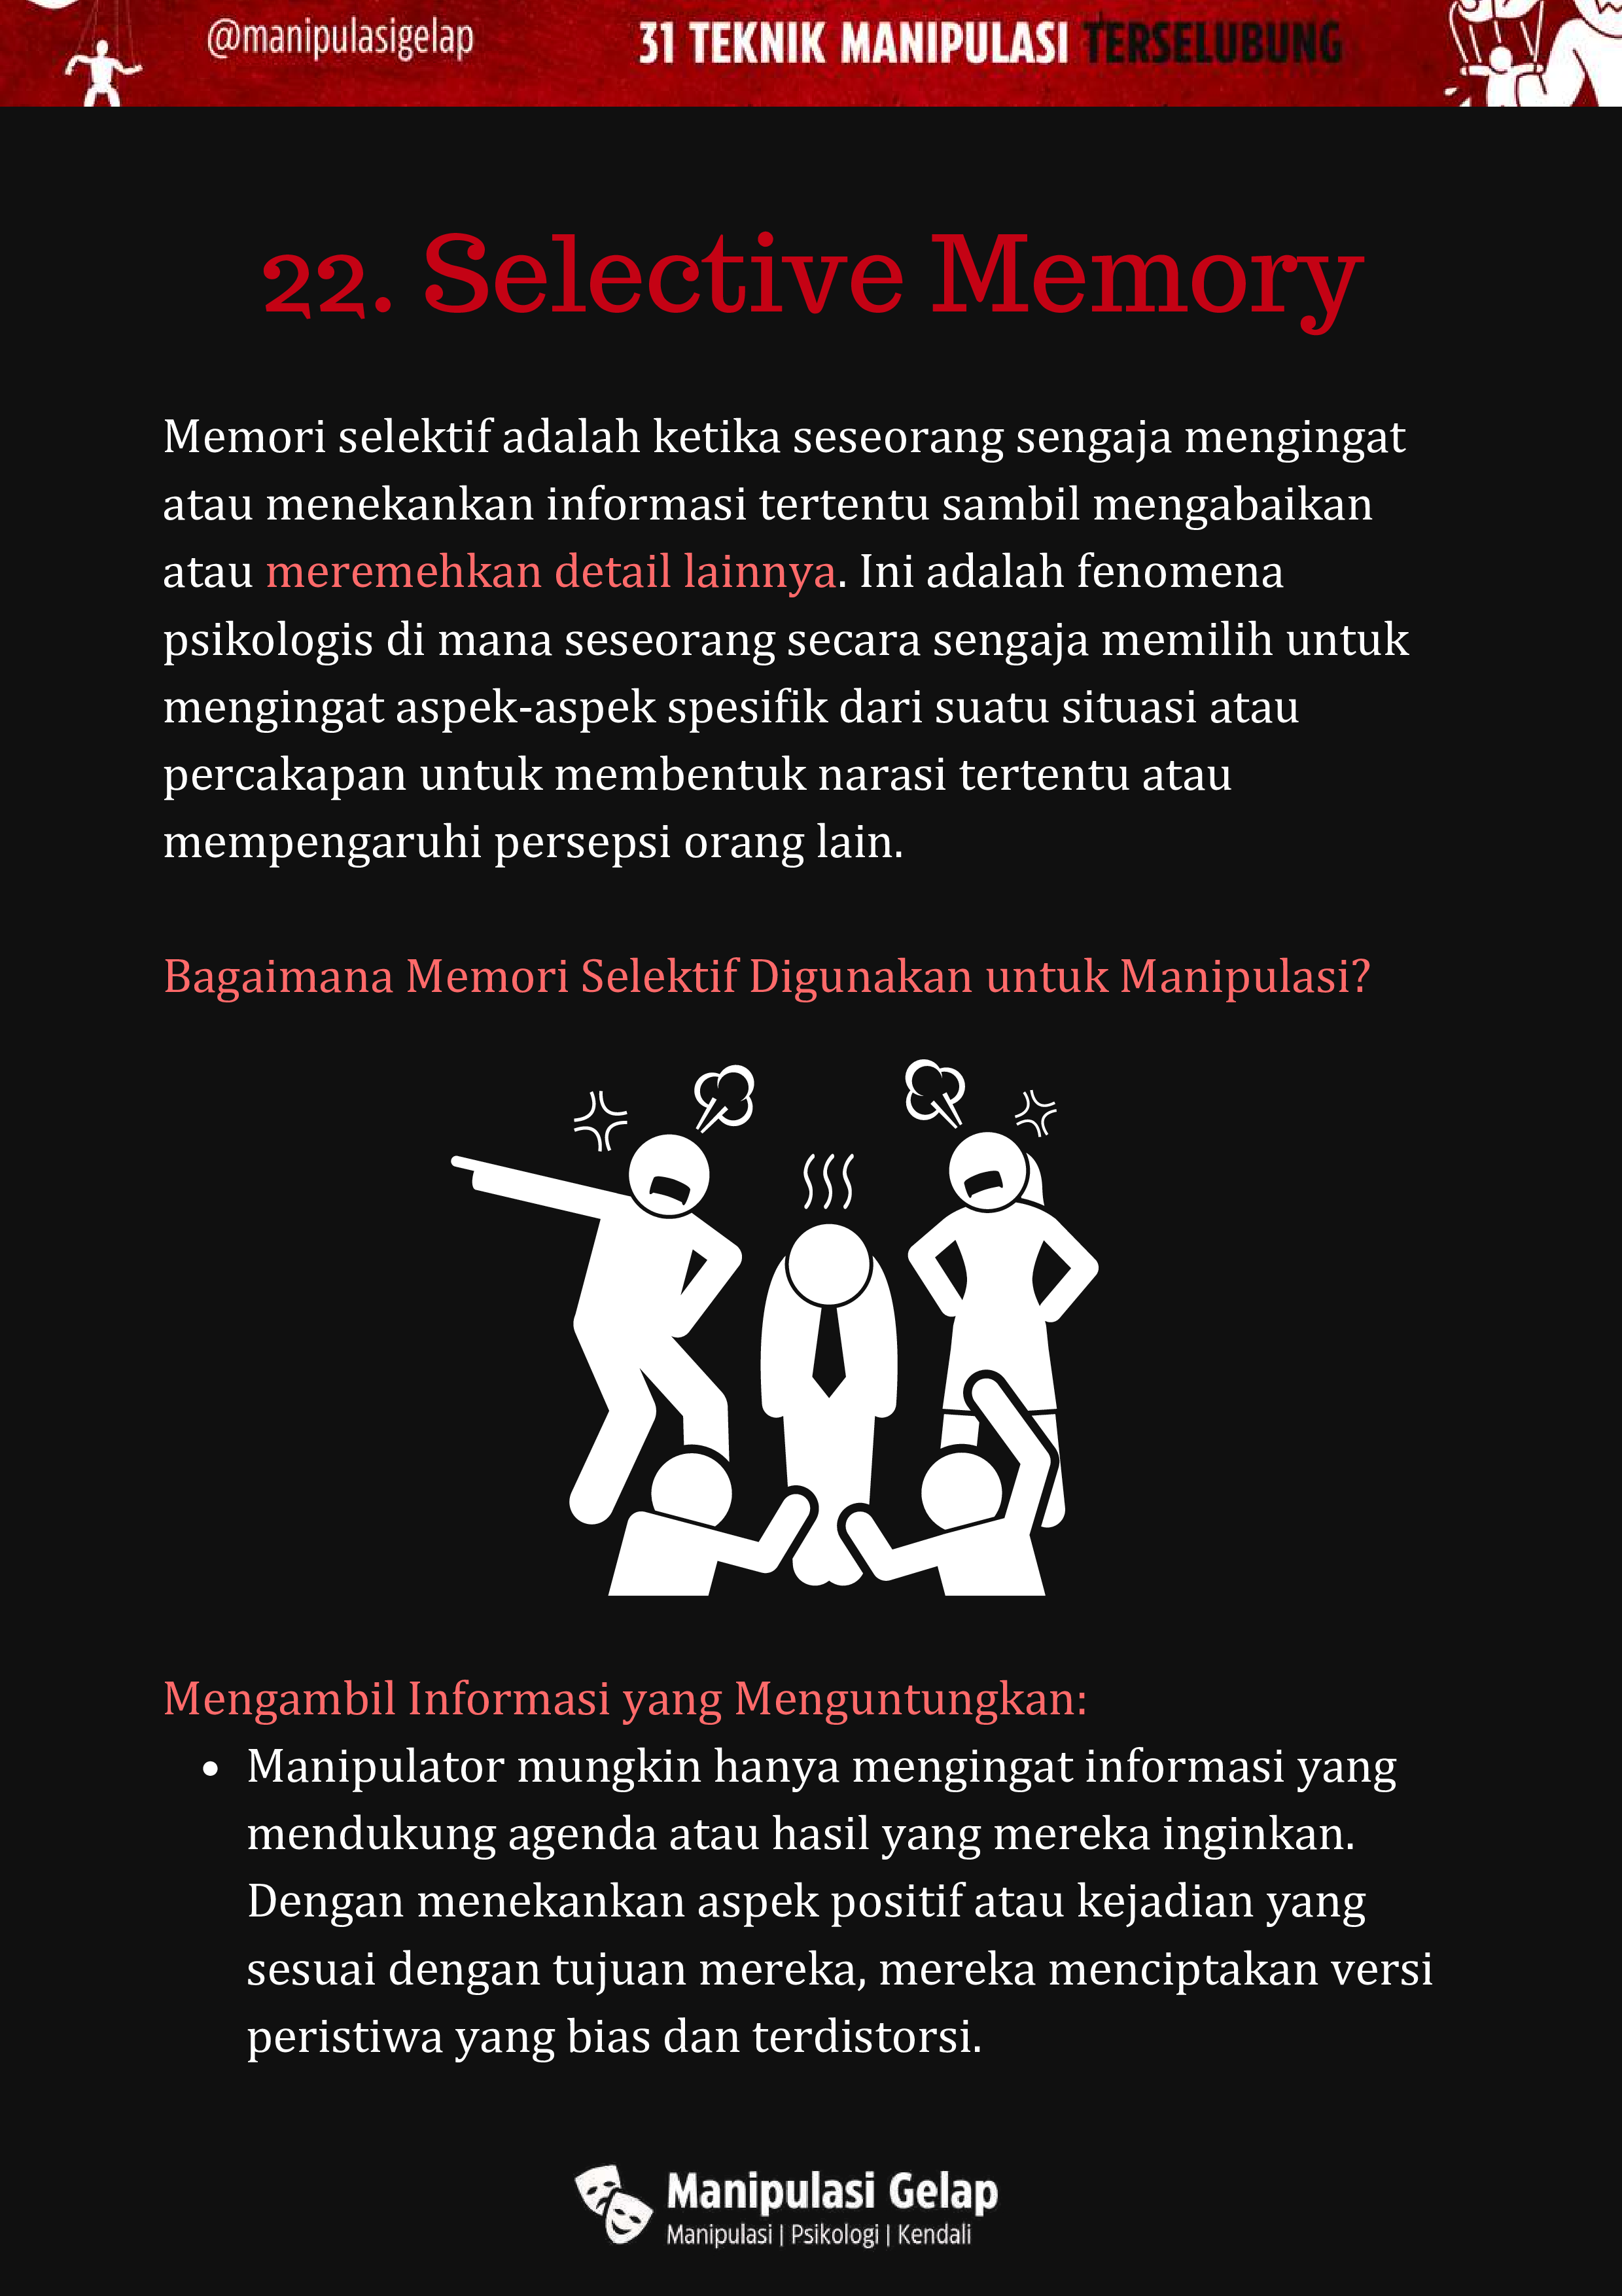 @manipulasigelap
31 TEKNIK MANIPULASI TERSELUBUNG
22. Selective Memory
Memori selektif adalah ketika seseorang sengaja mengingat
atau menekankan informasi tertentu sambil mengabaikan
atau meremehkan detail lainnya. Ini adalah fenomena
psikologis di mana seseorang secara sengaja memilih untuk
mengingat aspek-aspek spesifik dari suatu situasi atau
percakapan untuk membentuk narasi tertentu atau
mempengaruhi persepsi orang lain.
Bagaimana Memori Selektif Digunakan untuk Manipulasi?
Mengambil Informasi yang Menguntungkan:
• Manipulator mungkin hanya mengingat informasi yang
mendukung agenda atau hasil yang mereka inginkan.
Dengan menekankan aspek positif atau kejadian yang
sesuai dengan tujuan mereka, mereka menciptakan versi
peristiwa yang bias dan terdistorsi.
Manipulasi Gelap
Manipulasi | Psikologi | Kendali